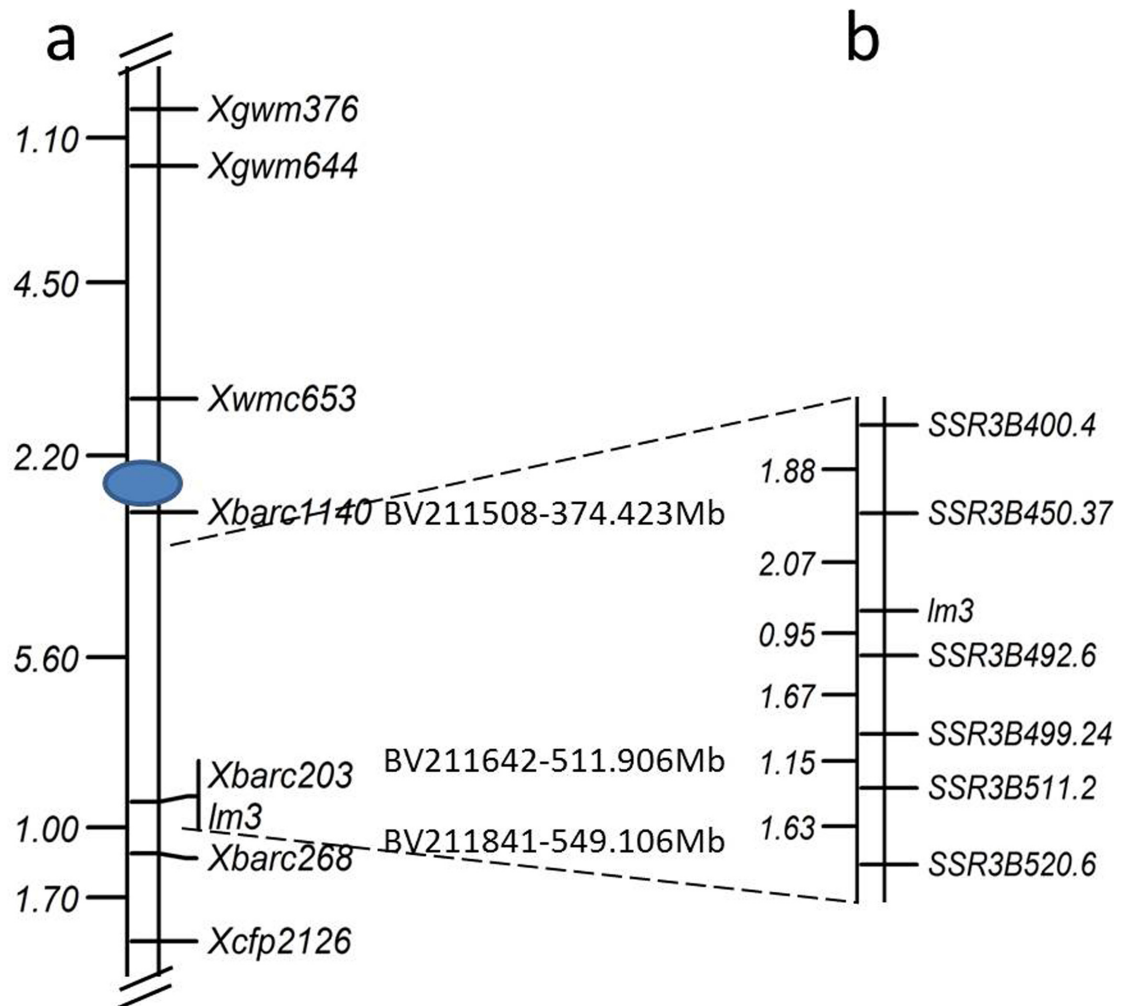 a
b
Xgwm376
1.10
Xgwm644
4.50
Xwmc653
2.20
Xbarc1140 BV211508-374.423Mb
5.60
Xbarc203
BV211642-511.906Mb
lm3
1.00
BV211841-549.106Mb
Xbarc268
1.70
Xcfp2126
SSR3B400.4
1.88
SSR3B450.37
2.07
lm3
0.95
SSR3B492.6
1.67
SSR3B499.24
1.15
SSR3B511.2
1.63
SSR3B520.6